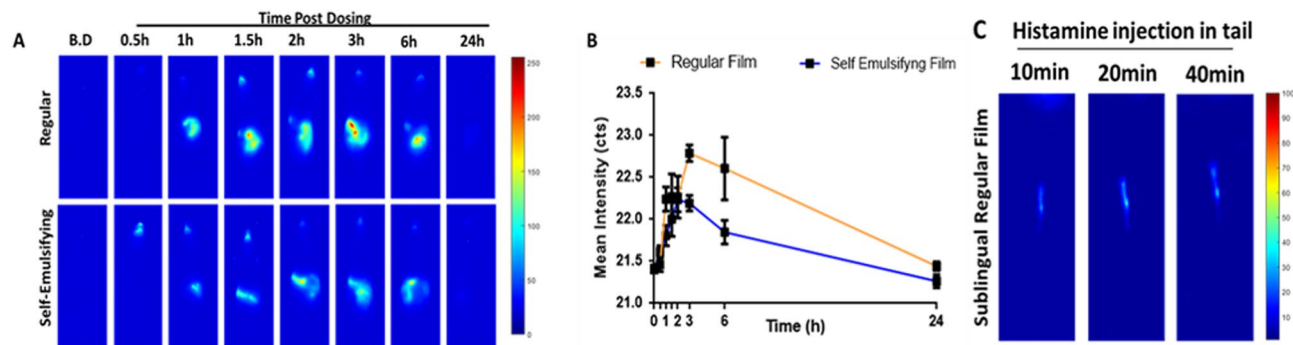 A
Time Post Dosing
B.D 0.5h 1h 1.5h 2h 3h 6h 24h
Regular
Self-Emulsifying
250
200
150
100
50
0
B
Regular Film Self Emulsifyng Film
Mean Intensity (cts)
23.5
23.0
22.5
22.0
21.5
21.0
0 1 2 3 6 24
Time (h)
C
Histamine injection in tail
10min 20min 40min
Sublingual Regular Film
100
90
80
70
60
50
40
30
20
10